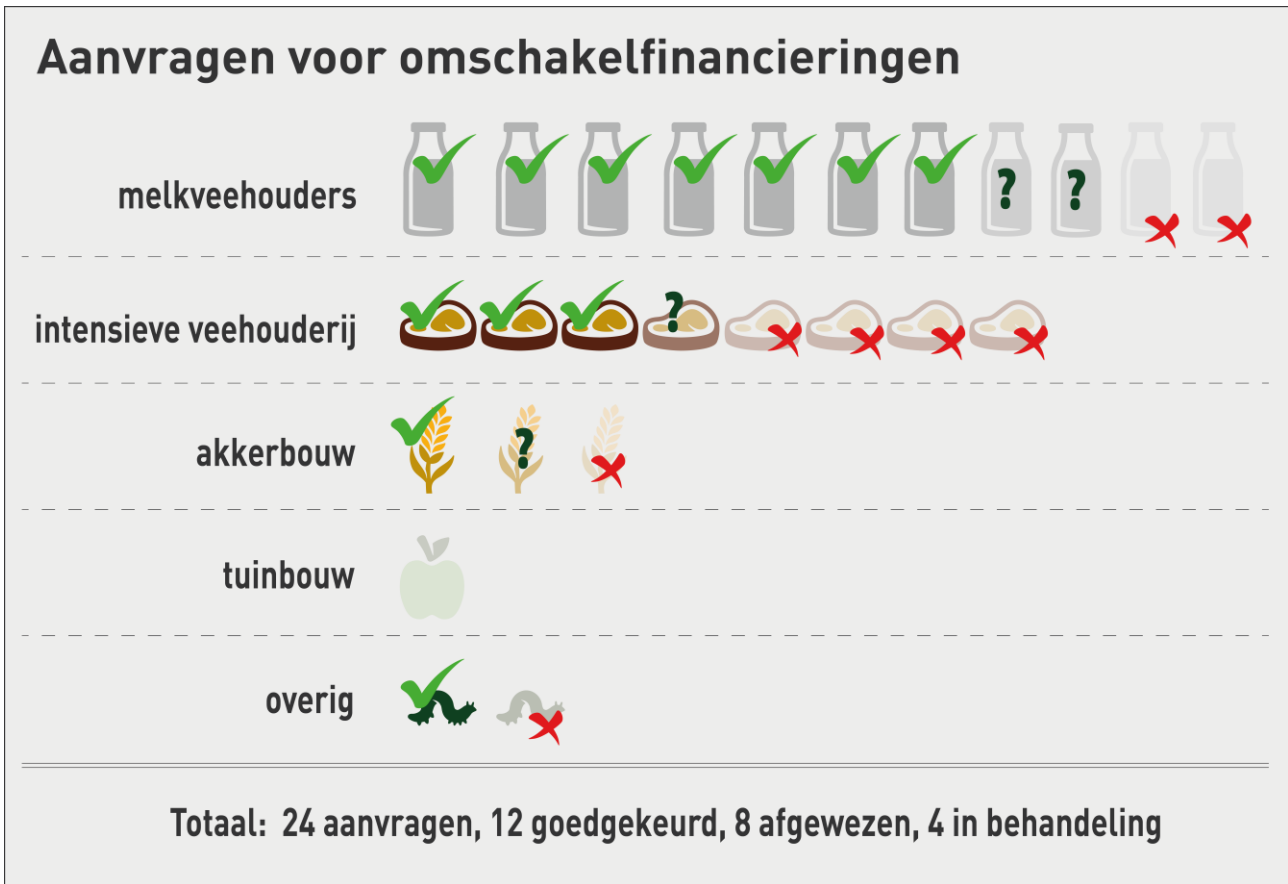 Aanvragen voor omschakelfinancieringen
melkveehouders
? ?
intensieve veehouderij
?
akkerbouw
?
tuinbouw
overig
Totaal: 24 aanvragen, 12 goedgekeurd, 8 afgewezen, 4 in behandeling